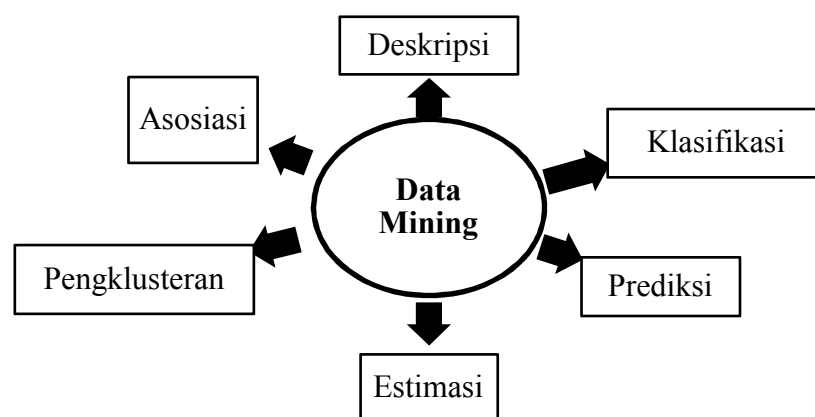 Deskripsi
Asosiasi
Klasifikasi
Data
Mining
Pengklusteran
Prediksi
Estimasi